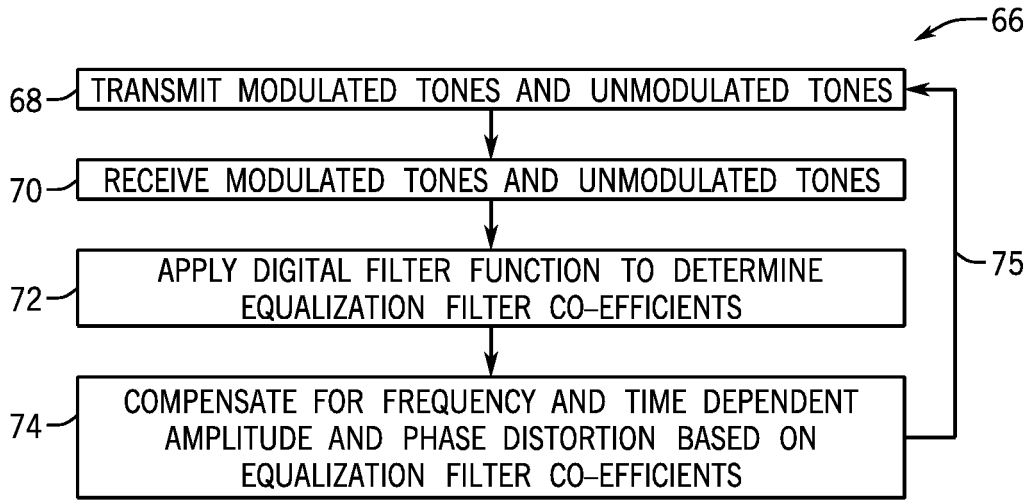 66
68
TRANSMIT MODULATED TONES AND UNMODULATED TONES
70
RECEIVE MODULATED TONES AND UNMODULATED TONES
72
APPLY DIGITAL FILTER FUNCTION TO DETERMINE
EQUALIZATION FILTER CO–EFFICIENTS
75
74
COMPENSATE FOR FREQUENCY AND TIME DEPENDENT
AMPLITUDE AND PHASE DISTORTION BASED ON
EQUALIZATION FILTER CO–EFFICIENTS